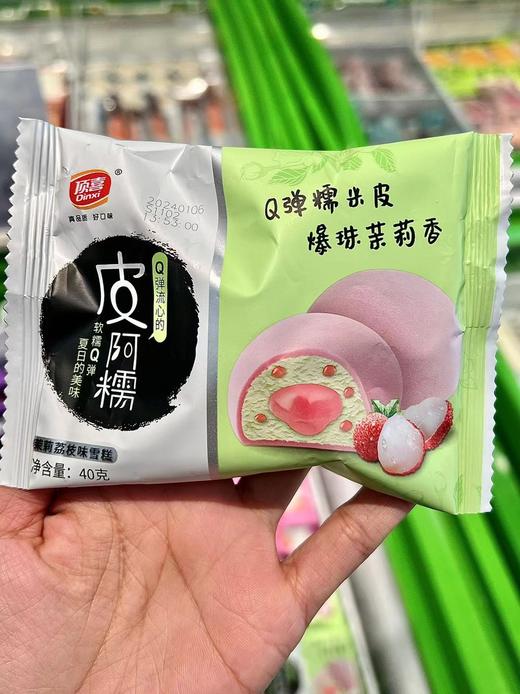 顶喜®
Dinxi
真品质 好口味
20240106
S1102
13:53:00
Q弹流心的
皮阿糯
软糯Q弹
夏日的美味
茉莉荔枝味雪糕
净含量：40克
Q弹糯米皮
爆珠茉莉香